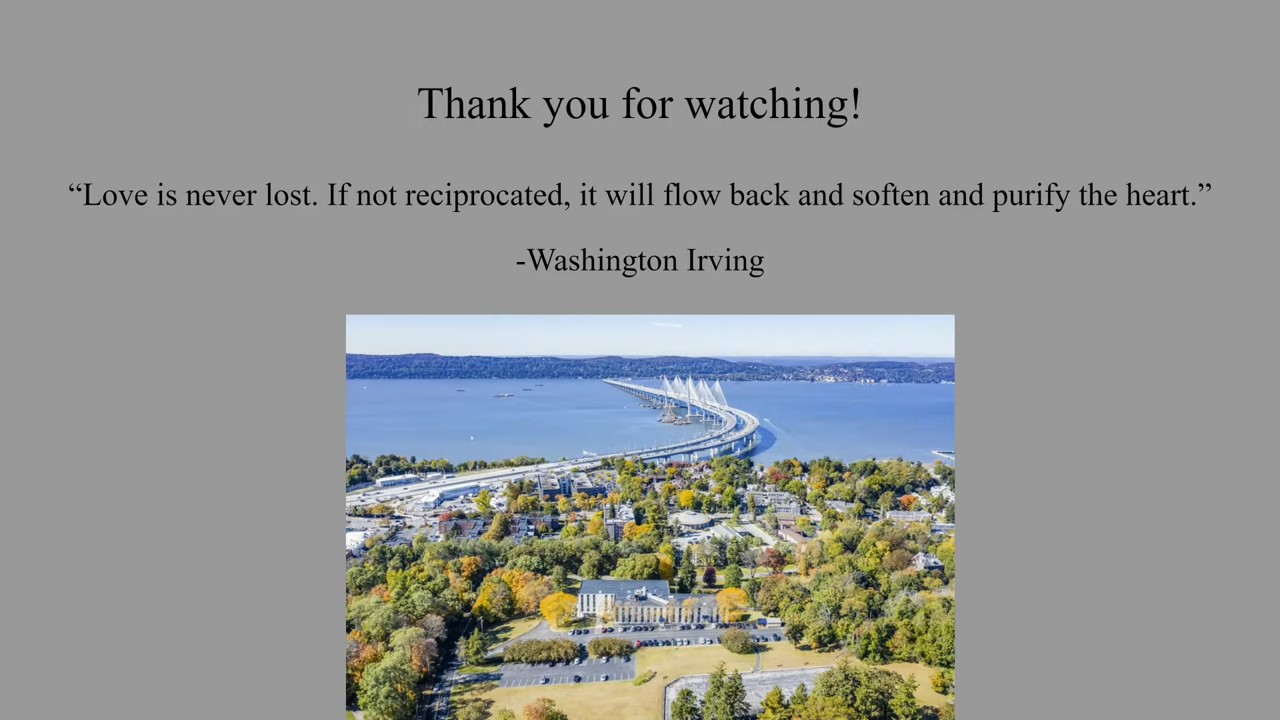 Thank you for watching!
“Love is never lost. If not reciprocated, it will flow back and soften and purify the heart.”
-Washington Irving